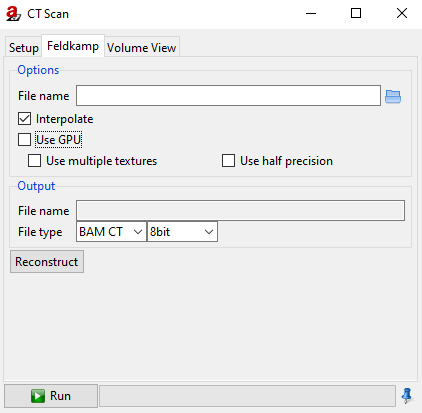 CT Scan
Setup Feldkamp Volume View
Options
File name
Interpolate
Use GPU
Use multiple textures Use half precision
Output
File name
File type BAM CT 8bit
Reconstruct
Run